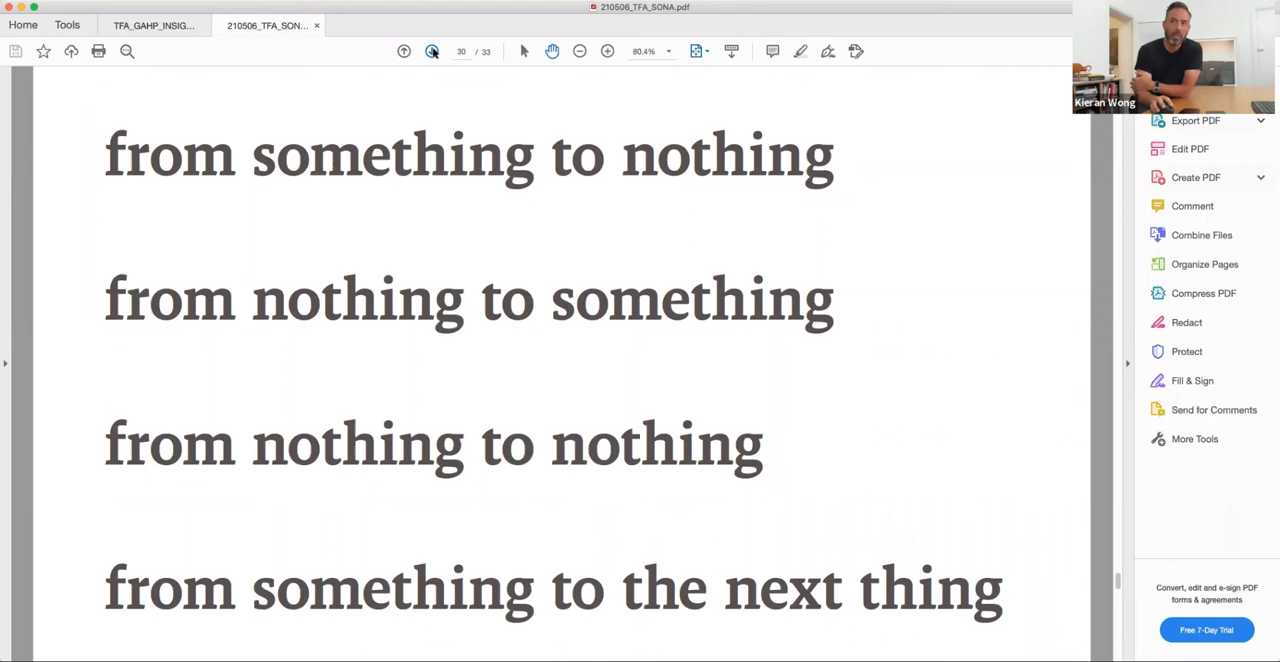 210506_TFA_SONA.pdf
Home Tools TFA_GAHP_INSIG... 210506_TFA_SON... ×
30 / 33 80.4%
Kieran Wong
from something to nothing
from nothing to something
from nothing to nothing
from something to the next thing
Export PDF
Edit PDF
Create PDF
Comment
Combine Files
Organize Pages
Compress PDF
Redact
Protect
Fill & Sign
Send for Comments
More Tools
Convert, edit and e-sign PDF
forms & agreements
Free 7-Day Trial